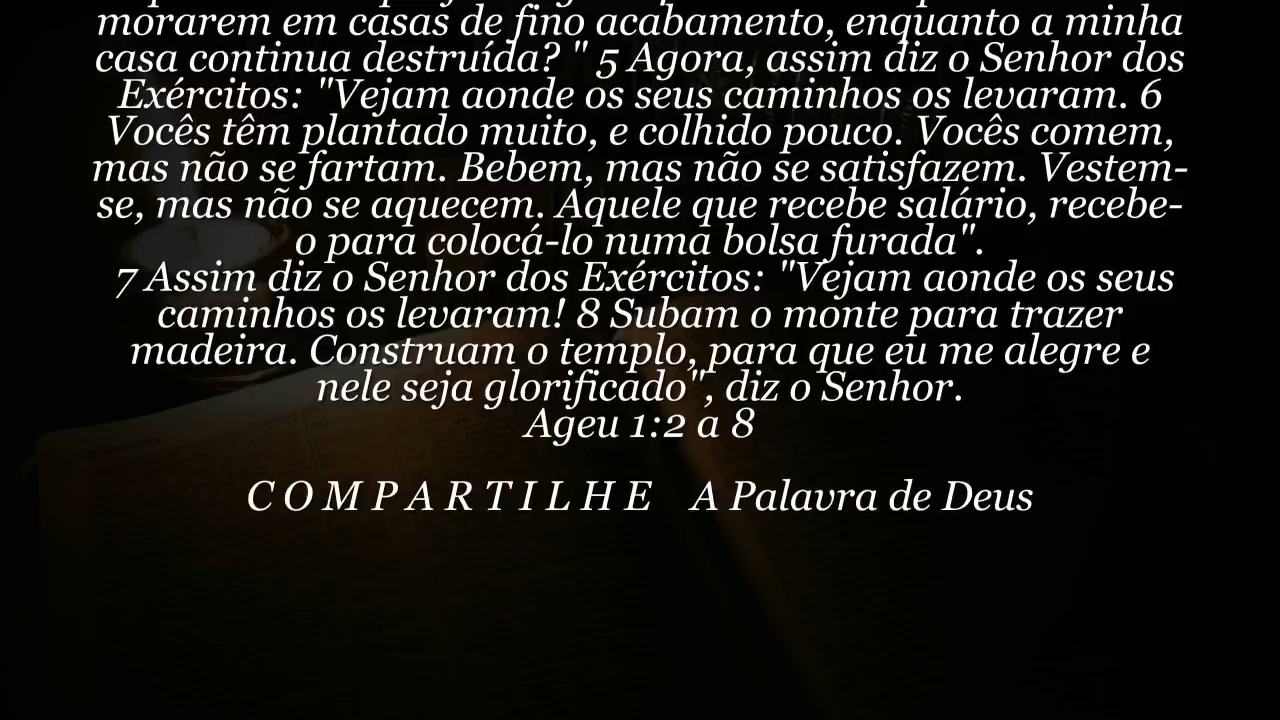 morarem em casas de fino acabamento, enquanto a minha
casa continua destruída? " 5 Agora, assim diz o Senhor dos
Exércitos: "Vejam aonde os seus caminhos os levaram. 6
Vocês têm plantado muito, e colhido pouco. Vocês comem,
mas não se fartam. Bebem, mas não se satisfazem. Vestem-
se, mas não se aquecem. Aquele que recebe salário, recebe-
o para colocá-lo numa bolsa furada".
7 Assim diz o Senhor dos Exércitos: "Vejam aonde os seus
caminhos os levaram! 8 Subam o monte para trazer
madeira. Construam o templo, para que eu me alegre e
nele seja glorificado", diz o Senhor.
Ageu 1:2 a 8
C O M P A R T I L H E A Palavra de Deus